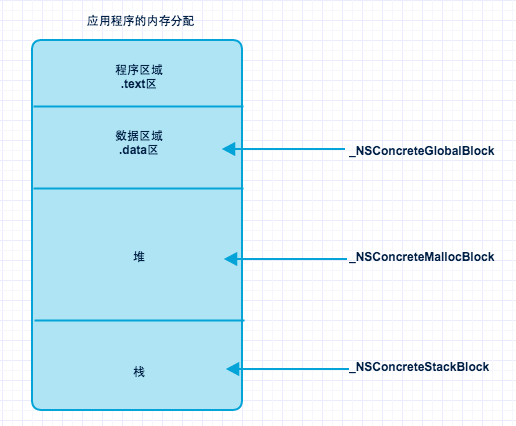 应用程序的内存分配
程序区域
.text区
数据区域
.data区
_NSConcreteGlobalBlock
堆
_NSConcreteMallocBlock
栈
_NSConcreteStackBlock